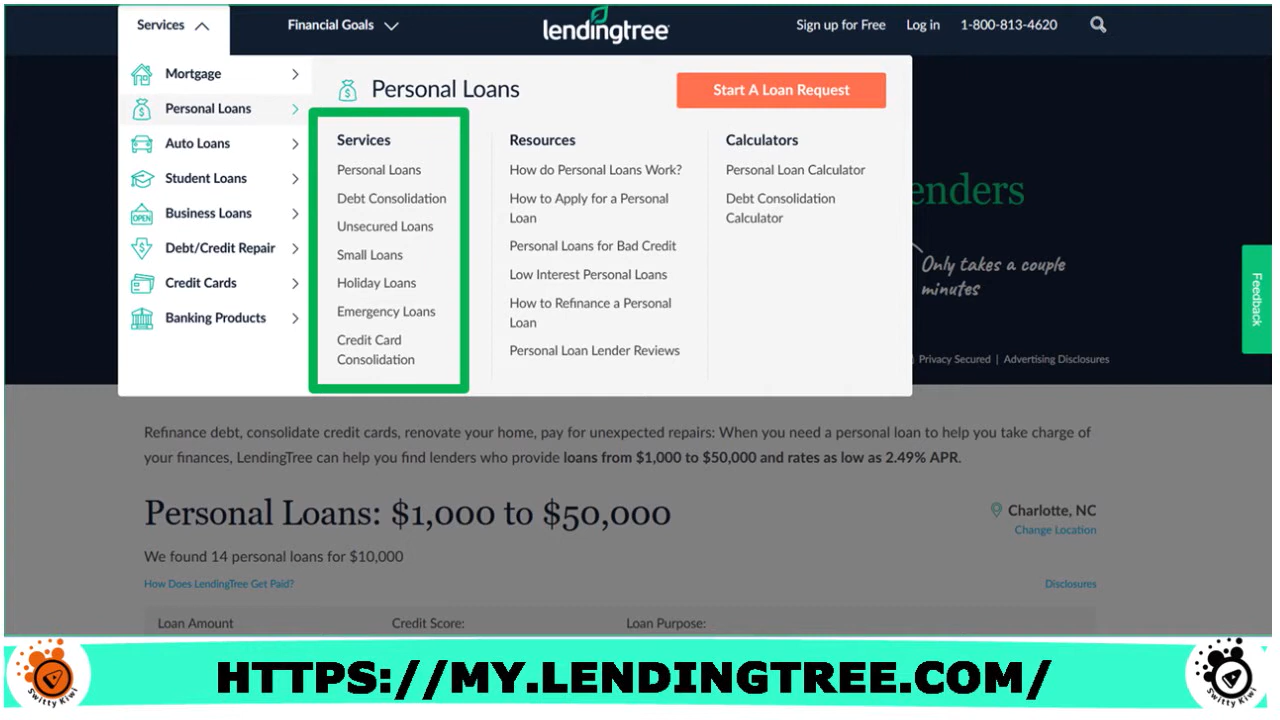 Services
Financial Goals
lendingtree
Sign up for Free
Log in
1-800-813-4620
Mortgage
Personal Loans
Auto Loans
Student Loans
Business Loans
OPEN
Debt/Credit Repair
Credit Cards
Banking Products
Personal Loans
Start A Loan Request
Services
Personal Loans
Debt Consolidation
Unsecured Loans
Small Loans
Holiday Loans
Emergency Loans
Credit Card
Consolidation
Resources
How do Personal Loans Work?
How to Apply for a Personal
Loan
Personal Loans for Bad Credit
Low Interest Personal Loans
How to Refinance a Personal
Loan
Personal Loan Lender Reviews
Calculators
Personal Loan Calculator
Debt Consolidation
Calculator
enders
Only takes a couple
minutes
Feedback
Privacy Secured | Advertising Disclosures
Refinance debt, consolidate credit cards, renovate your home, pay for unexpected repairs: When you need a personal loan to help you take charge of
your finances, LendingTree can help you find lenders who provide loans from $1,000 to $50,000 and rates as low as 2.49% APR.
Personal Loans: $1,000 to $50,000
Charlotte, NC
Change Location
We found 14 personal loans for $10,000
How Does LendingTree Get Paid?
Disclosures
Loan Amount
Credit Score:
Loan Purpose:
HTTPS://MY.LENDINGTREE.COM/
Switty Kiwi
Switty Kiwi